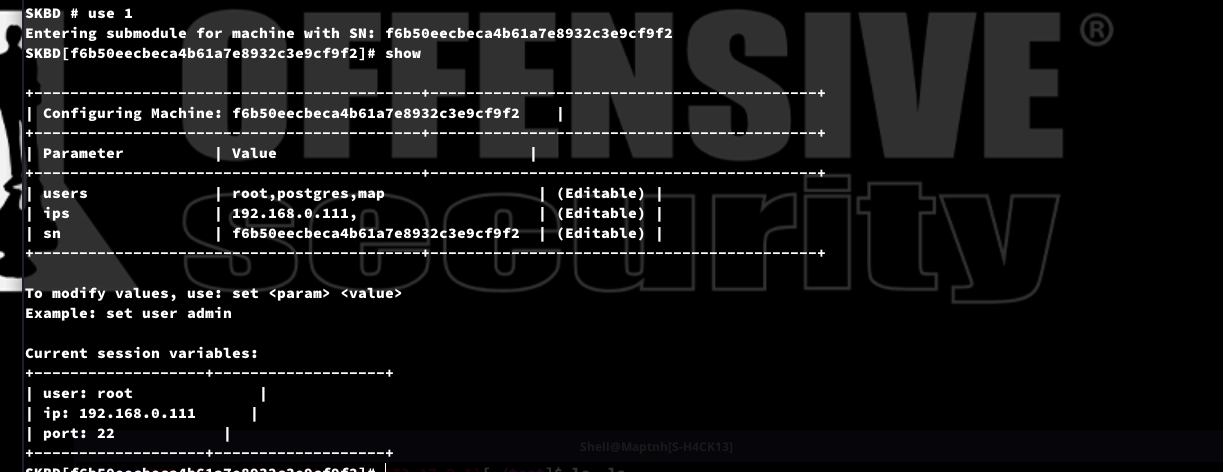 SKBD # use 1
Entering submodule for machine with SN: f6b50eecbeca4b61a7e8932c3e9cf9f2
SKBD[f6b50eecbeca4b61a7e8932c3e9cf9f2]# show
+-------------------------------------------+-------------------------------------------+
| Configuring Machine: f6b50eecbeca4b61a7e8932c3e9cf9f2    |
+-------------------------------------------+-------------------------------------------+
| Parameter          | Value                            |
+-------------------------------------------+-------------------------------------------+
| users              | root,postgres,map                 | (Editable) |
| ips                | 192.168.0.111,                    | (Editable) |
| sn                 | f6b50eecbeca4b61a7e8932c3e9cf9f2  | (Editable) |
+-------------------------------------------+-------------------------------------------+
To modify values, use: set <param> <value>
Example: set user admin
Current session variables:
+-------------------+-------------------+
| user: root              |
| ip: 192.168.0.111      |
| port: 22            |
+-------------------+-------------------+
SKBD[f6b50eecbeca4b61a7e8932c3e9cf9f2]#
OFFENSIVE ®
security
Shell@Maptnh[S-H4CK13]